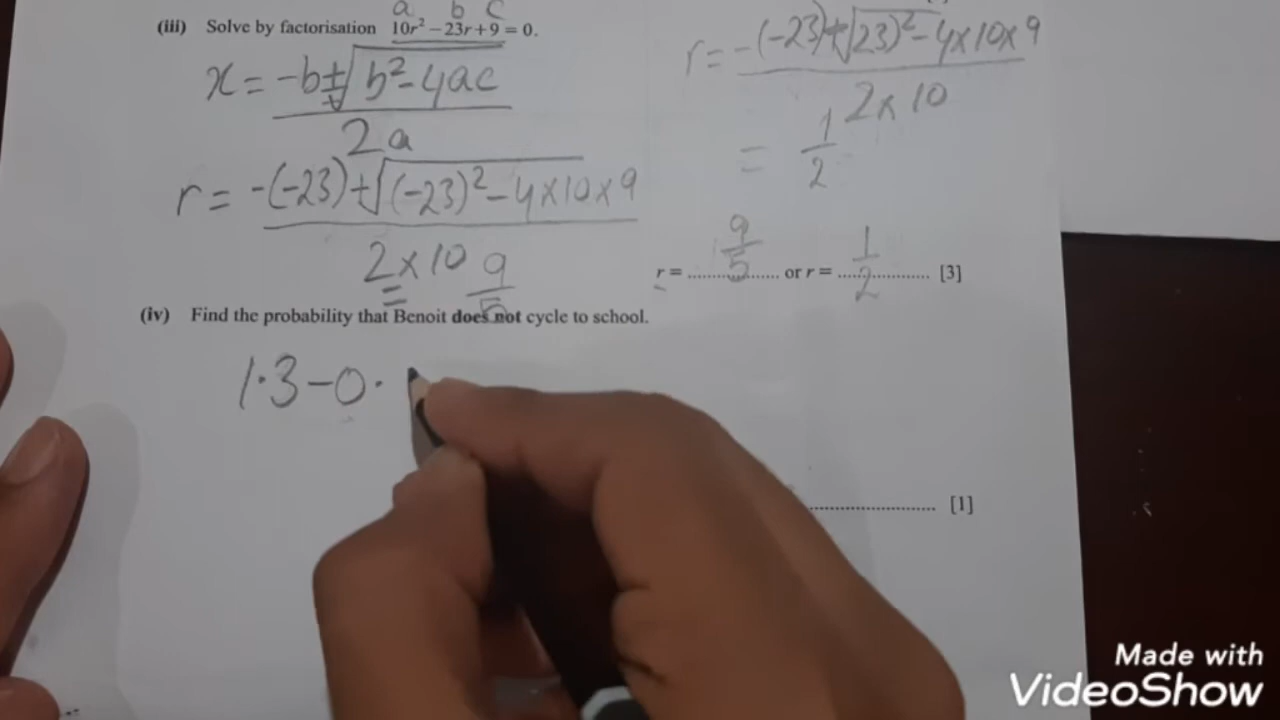 a b c
(iii) Solve by factorisation 10r² − 23r + 9 = 0.
x = -b±√b²-4ac
2a
r = -(-23)+√(-23)²-4×10×9
2×10
9
5
r = -(-23)+√(23)²-4×10×9
2×10
= 1
2
r = 9/5 or r = 1/2 [3]
(iv) Find the probability that Benoit does not cycle to school.
1.3-0.
[1]
Made with
VideoShow